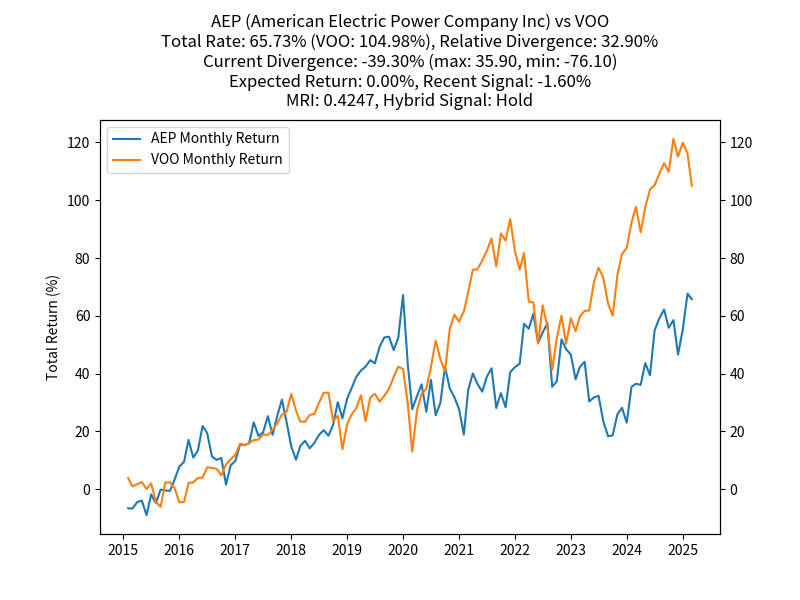 AEP (American Electric Power Company Inc) vs VOO
Total Rate: 65.73% (VOO: 104.98%), Relative Divergence: 32.90%
Current Divergence: -39.30% (max: 35.90, min: -76.10)
Expected Return: 0.00%, Recent Signal: -1.60%
MRI: 0.4247, Hybrid Signal: Hold
AEP Monthly Return
VOO Monthly Return
Total Return (%)
120 120
100 100
80 80
60 60
40 40
20 20
0 0
2015 2016 2017 2018 2019 2020 2021 2022 2023 2024 2025